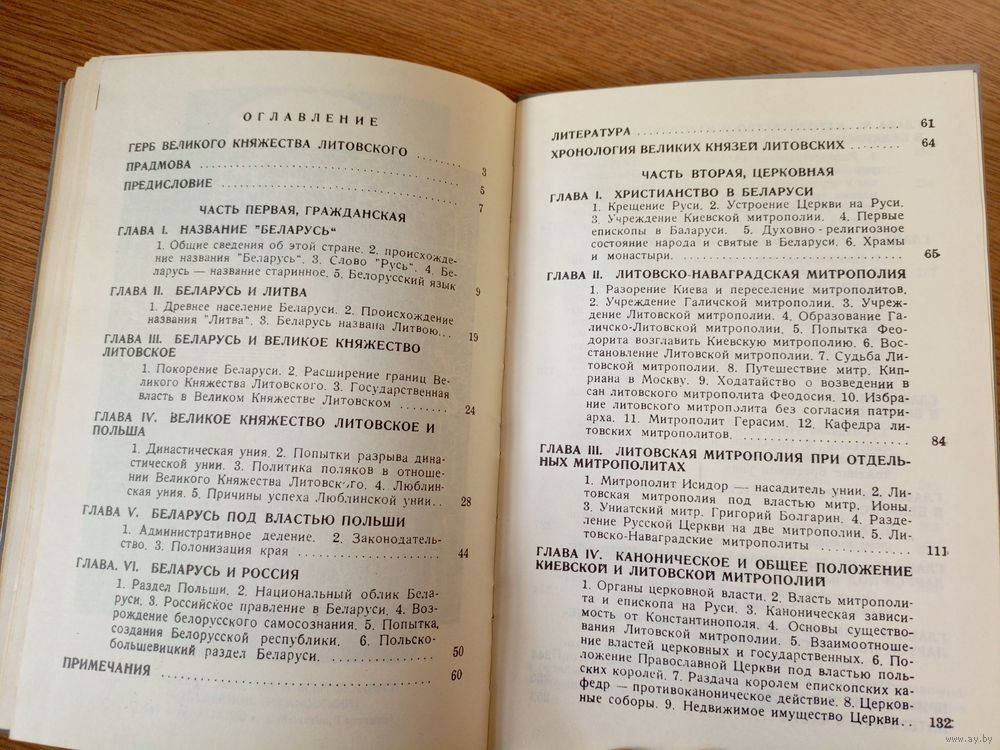 ОГЛАВЛЕНИЕ
ГЕРБ ВЕЛИКОГО КНЯЖЕСТВА ЛИТОВСКОГО ....... 3
ПРАДМОВА ....... 5
ПРЕДИСЛОВИЕ ....... 7
ЧАСТЬ ПЕРВАЯ, ГРАЖДАНСКАЯ
ГЛАВА I. НАЗВАНИЕ "БЕЛАРУСЬ"
1. Общие сведения об этой стране. 2. происхожде-
ние названия "Беларусь". 3. Слово "Русь". 4. Бе-
ларусь — название старинное. 5. Белорусский язык 9
ГЛАВА II. БЕЛАРУСЬ И ЛИТВА
1. Древнее население Беларуси. 2. Происхождение
названия "Литва". 3. Беларусь названа Литвою... 19
ГЛАВА III. БЕЛАРУСЬ И ВЕЛИКОЕ КНЯЖЕСТВО
ЛИТОВСКОЕ
1. Покорение Беларуси. 2. Расширение границ Ве-
ликого Княжества Литовского. 3. Государственная
власть в Великом Княжестве Литовском ........ 24
ГЛАВА IV. ВЕЛИКОЕ КНЯЖЕСТВО ЛИТОВСКОЕ И
ПОЛЬША
1. Династическая уния. 2. Попытки разрыва дина-
стической унии. 3. Политика поляков в отноше-
нии Великого Княжества Литовского. 4. Люблин-
ская уния. 5. Причины успеха Люблинской унии.. 28
ГЛАВА V. БЕЛАРУСЬ ПОД ВЛАСТЬЮ ПОЛЬШИ
1. Административное деление. 2. Законодатель-
ство. 3. Полонизация края ....... 44
ГЛАВА. VI. БЕЛАРУСЬ И РОССИЯ
1. Раздел Польши. 2. Национальный облик Бела-
руси. 3. Российское правление в Беларуси. 4. Воз-
рождение белорусского самосознания. 5. Попытка,
создания Белорусской республики. 6. Польско-
большевицкий раздел Беларуси. ....... 50
ПРИМЕЧАНИЯ ....... 60
ЛИТЕРАТУРА ....... 61
ХРОНОЛОГИЯ ВЕЛИКИХ КНЯЗЕЙ ЛИТОВСКИХ ........ 64
ЧАСТЬ ВТОРАЯ, ЦЕРКОВНАЯ
ГЛАВА I. ХРИСТИАНСТВО В БЕЛАРУСИ
1. Крещение Руси. 2. Устроение Церкви на Руси.
3. Учреждение Киевской митрополии. 4. Первые
епископы в Баларуси. 5. Духовно-религиозное
состояние народа и святые в Беларуси. 6. Храмы
и монастыри. ....... 65
ГЛАВА II. ЛИТОВСКО-НАВАГРАДСКАЯ МИТРОПОЛИЯ
1. Разорение Киева и переселение митрополитов.
2. Учреждение Галичской митрополии. 3. Учреж-
дение Литовской митрополии. 4. Образование Га-
личско-Литовской митрополии. 5. Попытка Фео-
дорита возглавить Киевскую митрополию. 6. Вос-
становление Литовской митрополии. 7. Судьба Ли-
товской митрополии. 8. Путешествие митр. Кип-
риана в Москву. 9. Ходатайство о возведении в
сан литовского митрополита Феодосия. 10. Избра-
ние литовского митрополита без согласия патри-
арха. 11. Митрополит Герасим. 12. Кафедра ли-
товских митрополитов. ....... 84
ГЛАВА III. ЛИТОВСКАЯ МИТРОПОЛИЯ ПРИ ОТДЕЛЬ-
НЫХ МИТРОПОЛИТАХ
1. Митрополит Исидор — насадитель унии. 2. Ли-
товская митрополия под властью митр. Ионы.
3. Униатский митр. Григорий Болгарин. 4. Разде-
ление Русской Церкви на две митрополии. 5. Ли-
товско-Наваградские митрополиты ....... 111
ГЛАВА IV. КАНОНИЧЕСКОЕ И ОБЩЕЕ ПОЛОЖЕНИЕ
КИЕВСКОЙ И ЛИТОВСКОЙ МИТРОПОЛИЙ
1. Органы церковной власти. 2. Власть митрополи-
та и епископа на Руси. 3. Каноническая зависи-
мость от Константинополя. 4. Основы существо-
вания Литовской митрополии. 5. Взаимоотноше-
ние властей церковных и государственных. 6. По-
ложение Православной Церкви под властью поль-
ских королей. 7. Раздача королем епископских ка-
федр — противоканоническое действие. 8. Церков-
ные соборы. 9. Недвижимое имущество Церкви.. 132
www.ay.by